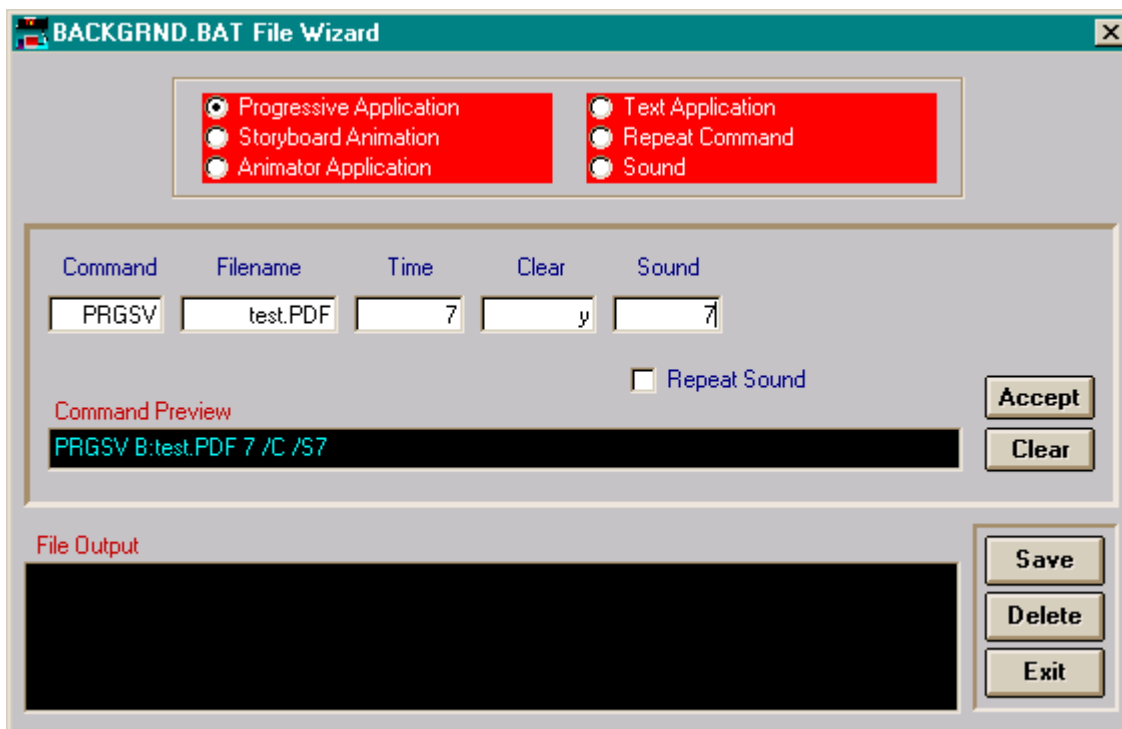 BACKGRND.BAT File Wizard
Progressive Application
Storyboard Animation
Animator Application
Text Application
Repeat Command
Sound
Command Filename Time Clear Sound
PRGSV test.PDF 7 y 7
Repeat Sound
Command Preview
PRGSV B:test.PDF 7 /C /S7
Accept
Clear
File Output
Save
Delete
Exit